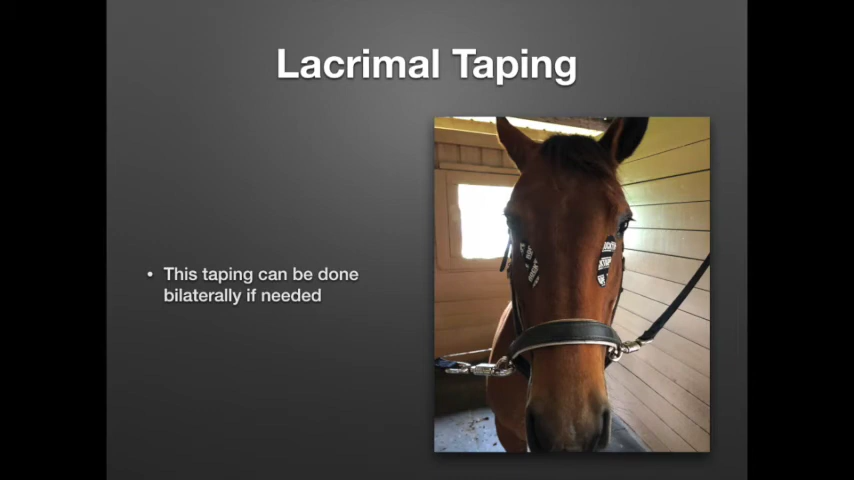 Lacrimal Taping
• This taping can be done
bilaterally if needed